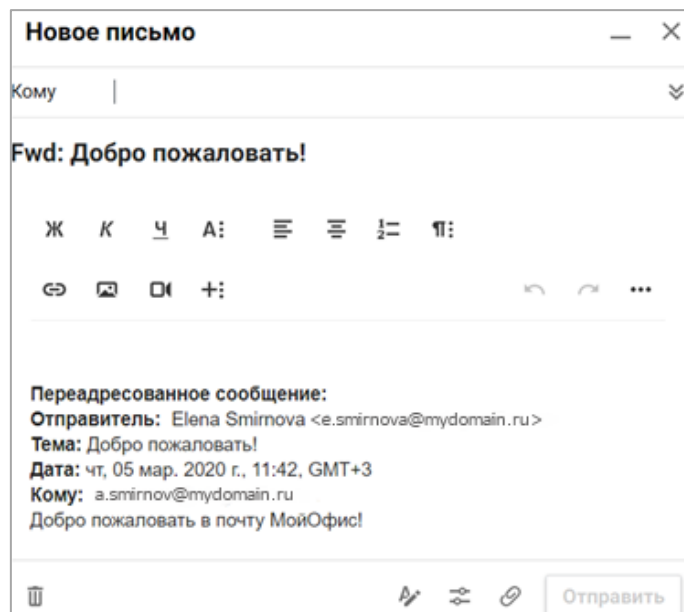 Новое письмо
Кому
Fwd: Добро пожаловать!
Ж К Ч А
Переадресованное сообщение:
Отправитель: Elena Smirnova <e.smirnova@mydomain.ru>
Тема: Добро пожаловать!
Дата: чт, 05 мар. 2020 г., 11:42, GMT+3
Кому: a.smirnov@mydomain.ru
Добро пожаловать в почту МойОфис!
Отправить